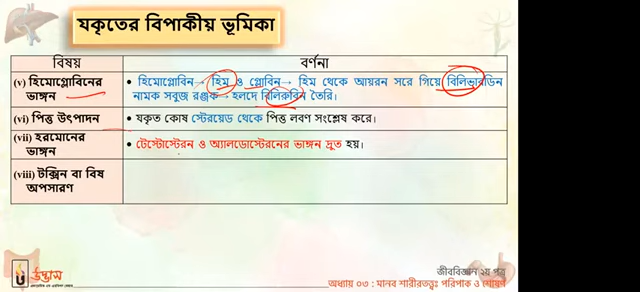 যকৃতের বিপাকীয় ভূমিকা
বিষয় বর্ণনা
(v) হিমোগ্লোবিনের ভাঙ্গন
• হিমোগ্লোবিন→ হিম ও গ্লোবিন→ হিম থেকে আয়রন সরে গিয়ে বিলিভারডিন
নামক সবুজ রঞ্জক→ হলদে বিলিরুবিন তৈরি।
(vi) পিত্ত উৎপাদন • যকৃত কোষ স্টেরয়েড থেকে পিত্ত লবণ সংশ্লেষ করে।
(vii) হরমোনের ভাঙ্গন
• টেস্টোস্টেরন ও অ্যালডোস্টেরনের ভাঙ্গন দ্রুত হয়।
(viii) টক্সিন বা বিষ
অপসারণ
উদ্ভাস
জীববিজ্ঞান ২য় পত্র
অধ্যায় ০৩ : মানব শারীরতত্ত্ব: পরিপাক ও শোষণ